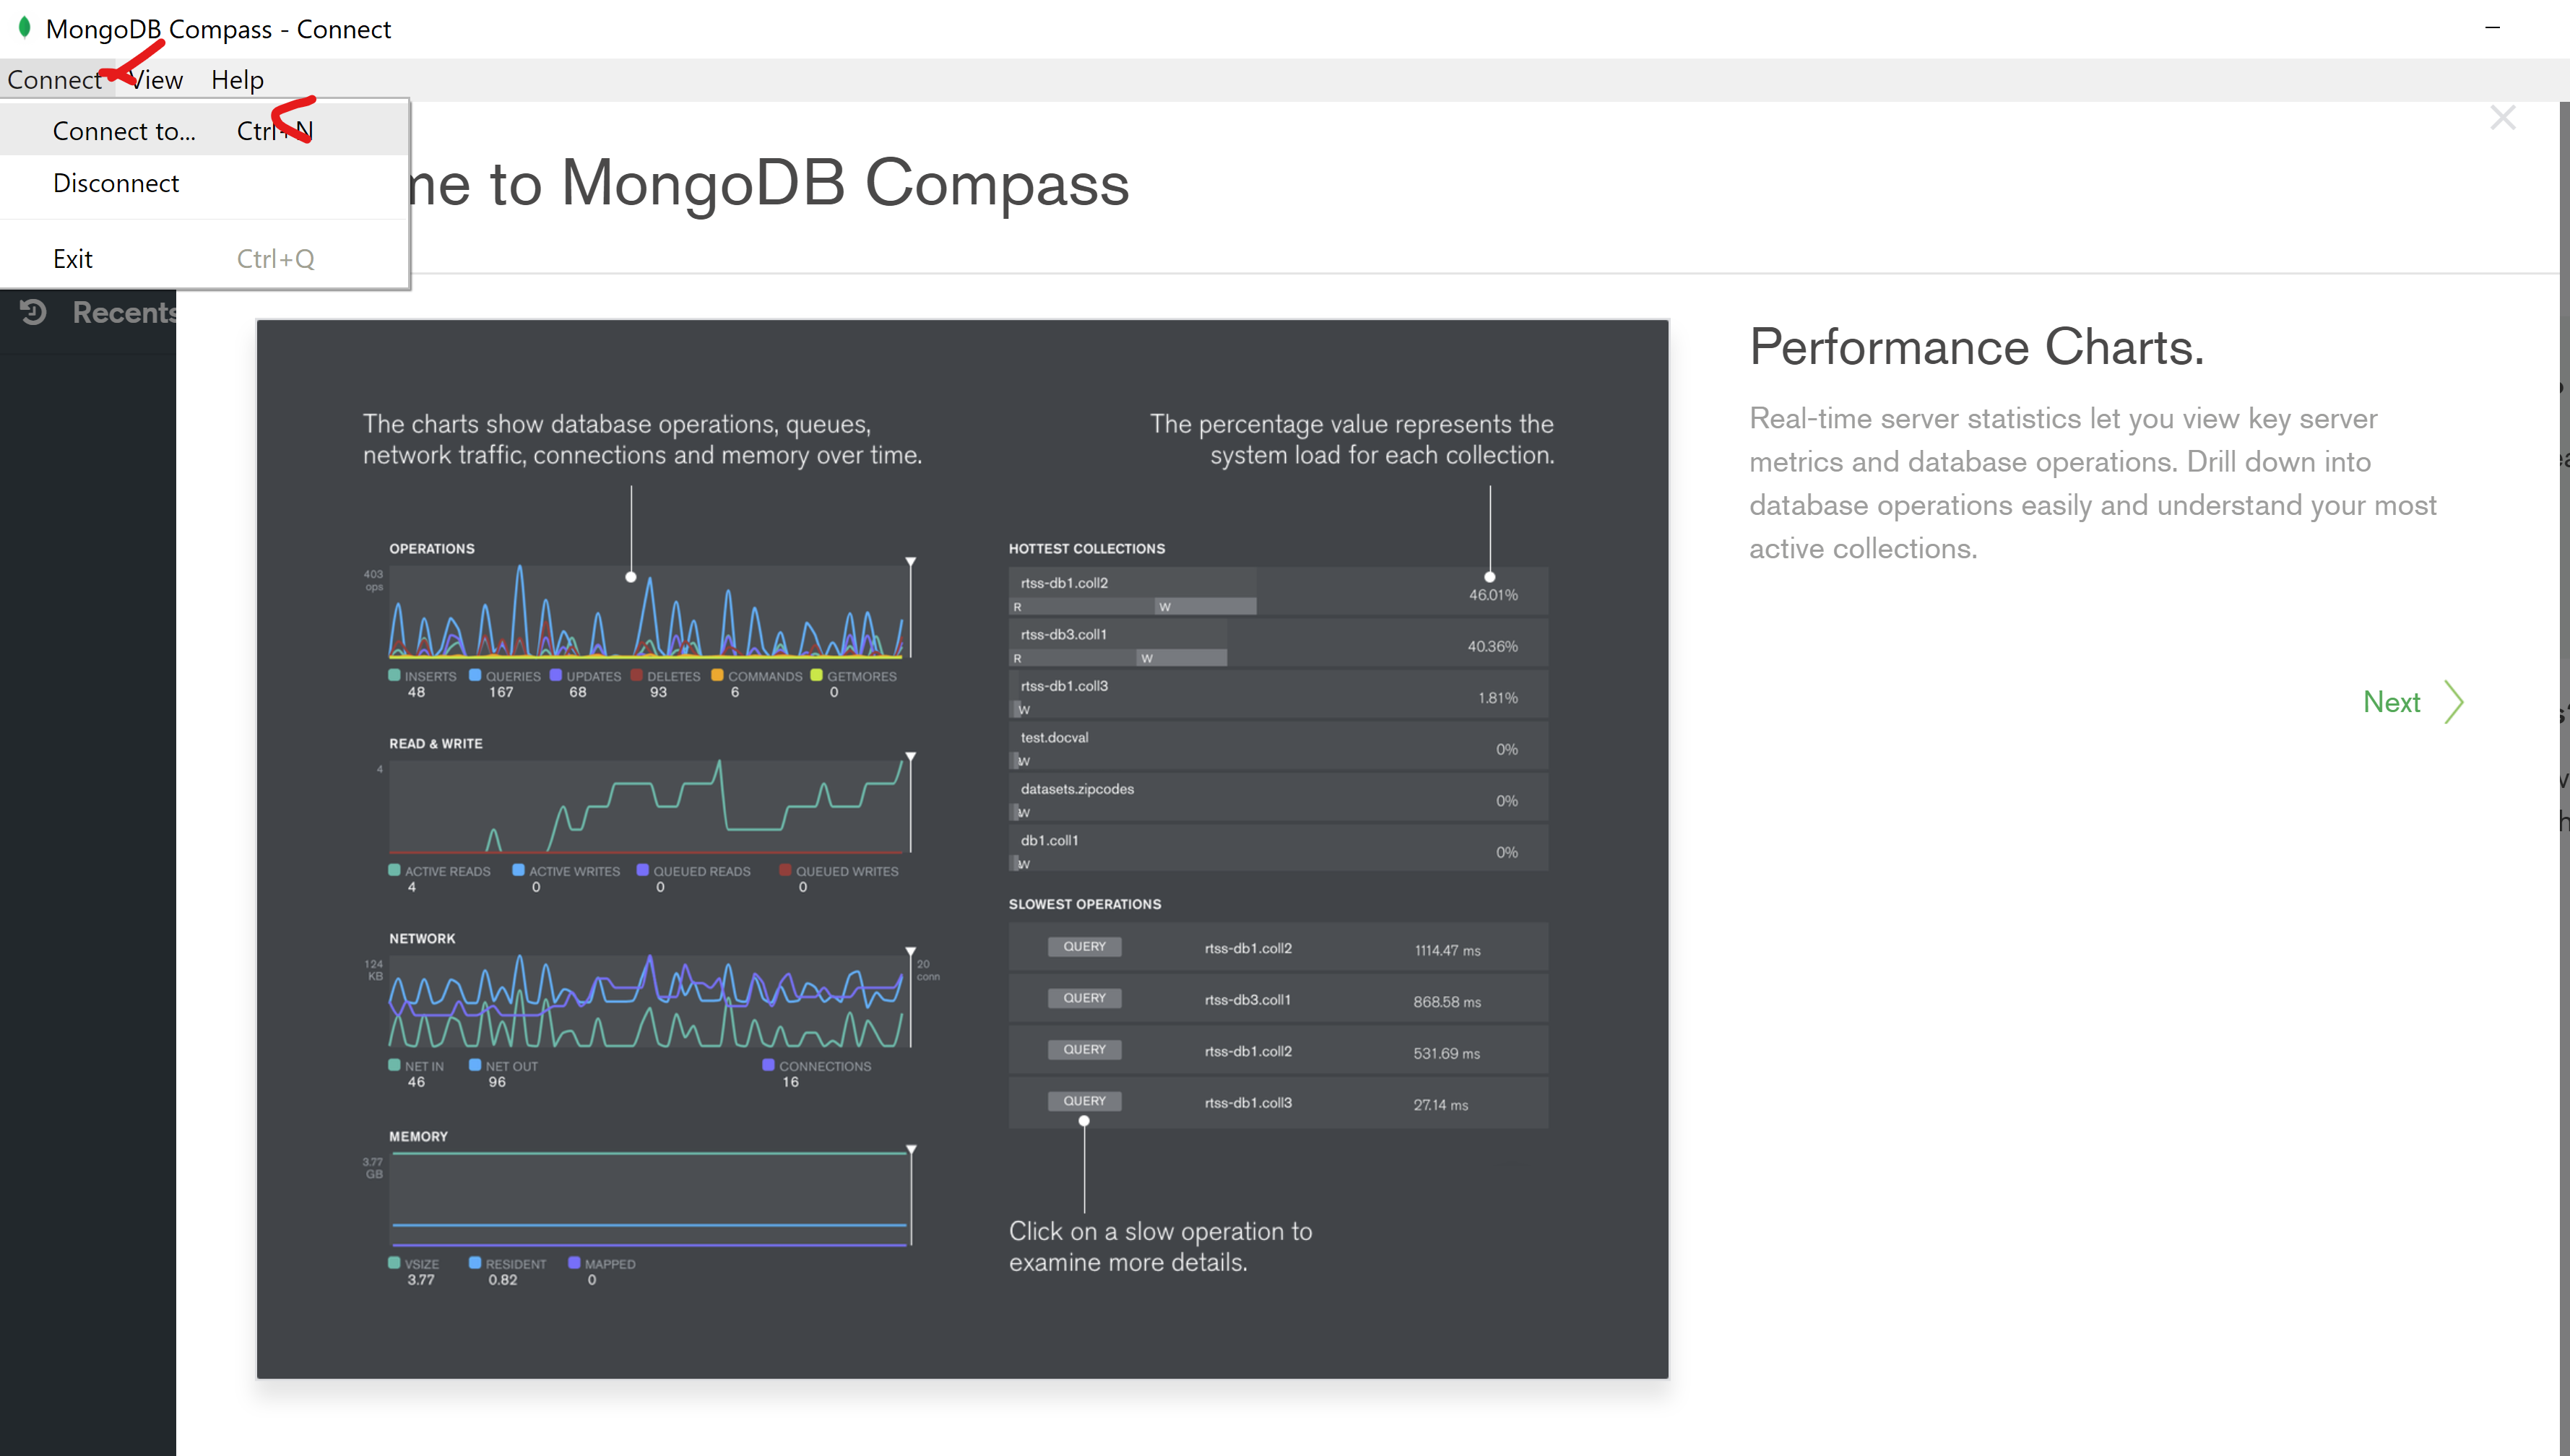 MongoDB Compass - Connect
Connect View Help
Connect to... Ctrl+N
Disconnect
Exit Ctrl+Q
me to MongoDB Compass
Recents
The charts show database operations, queues,
network traffic, connections and memory over time.
The percentage value represents the
system load for each collection.
OPERATIONS
403
ops
INSERTS QUERIES UPDATES DELETES COMMANDS GETMORES
48 167 68 93 6 0
READ & WRITE
4
ACTIVE READS ACTIVE WRITES QUEUED READS QUEUED WRITES
4 0 0 0
NETWORK
124
KB
20
conn
NET IN NET OUT CONNECTIONS
46 96 16
MEMORY
3.77
GB
VSIZE RESIDENT MAPPED
3.77 0.82 0
HOTTEST COLLECTIONS
rtss-db1.coll2
46.01%
R W
rtss-db3.coll1
40.36%
R W
rtss-db1.coll3
1.81%
W
test.docval
0%
W
datasets.zipcodes
0%
W
db1.coll1
0%
W
SLOWEST OPERATIONS
QUERY rtss-db1.coll2 1114.47 ms
QUERY rtss-db3.coll1 868.58 ms
QUERY rtss-db1.coll2 531.69 ms
QUERY rtss-db1.coll3 27.14 ms
Click on a slow operation to
examine more details.
Performance Charts.
Real-time server statistics let you view key server
metrics and database operations. Drill down into
database operations easily and understand your most
active collections.
Next